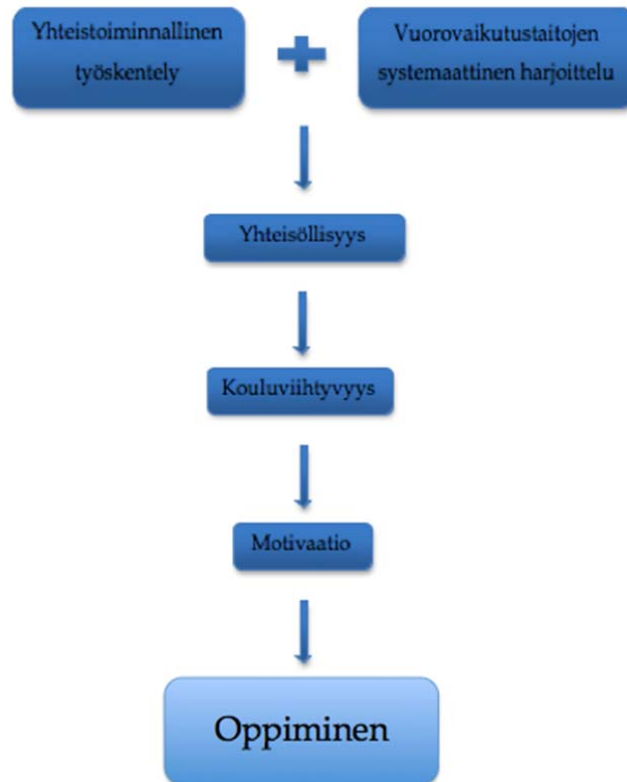 Yhteistoiminnallinen
työskentely
Vuorovaikutustaitojen
systemaattinen harjoittelu
Yhteisöllisyys
Kouluviihtyvyys
Motivaatio
Oppiminen